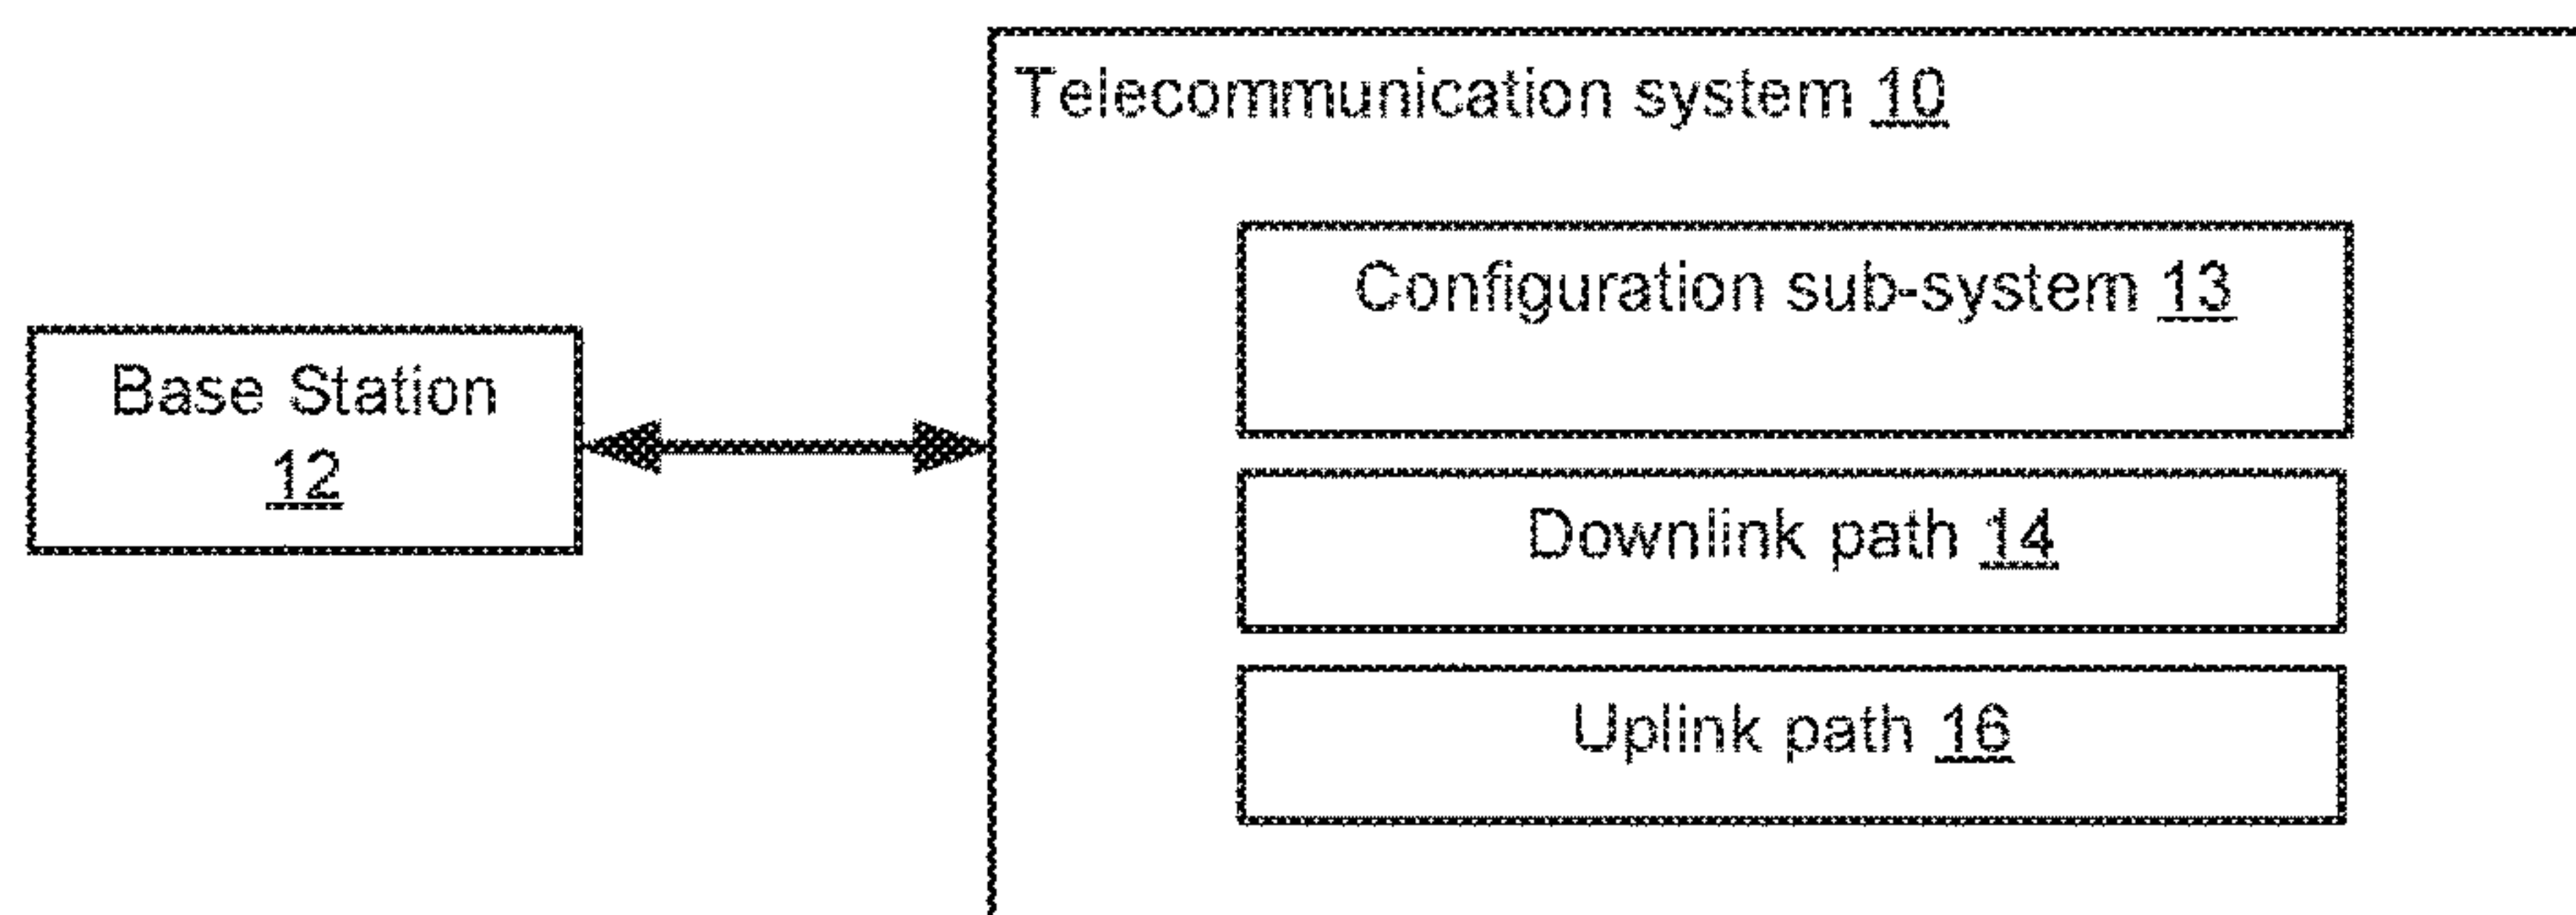 Telecommunication system 10
Configuration sub-system 13
Base Station
12
Downlink path 14
Uplink path 16